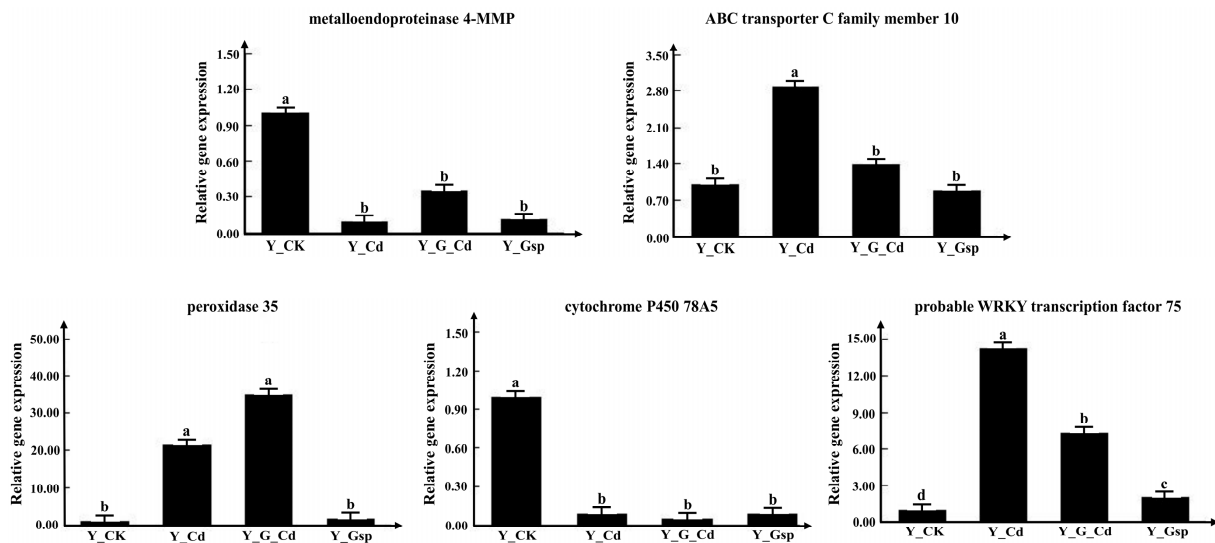 metalloendoproteinase 4-MMP
Relative gene expression
1.50
1.20
0.90
0.60
0.30
0.00
a
b
b
b
Y_CK Y_Cd Y_G_Cd Y_Gsp
ABC transporter C family member 10
Relative gene expression
3.50
2.80
2.10
1.40
0.70
0.00
b
a
b
b
Y_CK Y_Cd Y_G_Cd Y_Gsp
peroxidase 35
Relative gene expression
50.00
40.00
30.00
20.00
10.00
0.00
b
a
a
b
Y_CK Y_Cd Y_G_Cd Y_Gsp
cytochrome P450 78A5
Relative gene expression
1.50
1.20
0.90
0.60
0.30
0.00
a
b
b
b
Y_CK Y_Cd Y_G_Cd Y_Gsp
probable WRKY transcription factor 75
Relative gene expression
15.00
12.00
9.00
6.00
3.00
0.00
d
a
b
c
Y_CK Y_Cd Y_G_Cd Y_Gsp